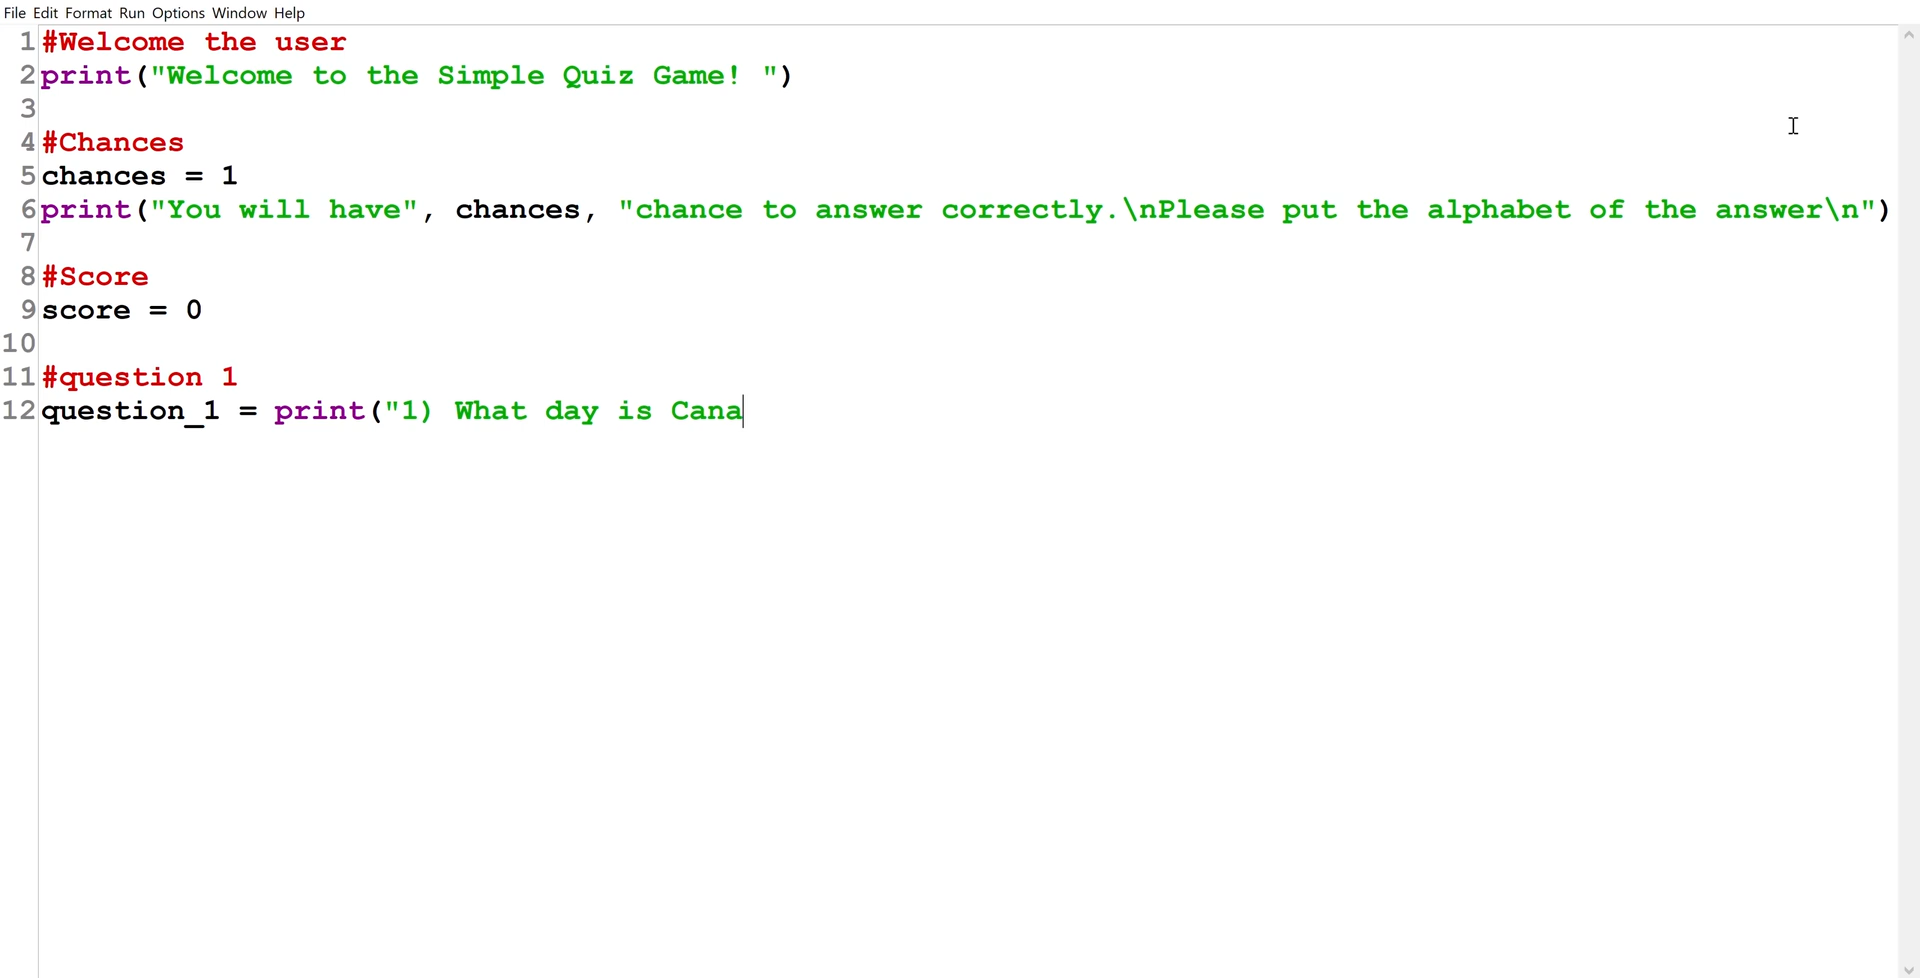 File Edit Format Run Options Window Help
1 #Welcome the user
2 print("Welcome to the Simple Quiz Game! ")
3
4 #Chances
5 chances = 1
6 print("You will have", chances, "chance to answer correctly.\nPlease put the alphabet of the answer\n")
7
8 #Score
9 score = 0
10
11 #question 1
12 question_1 = print("1) What day is Cana